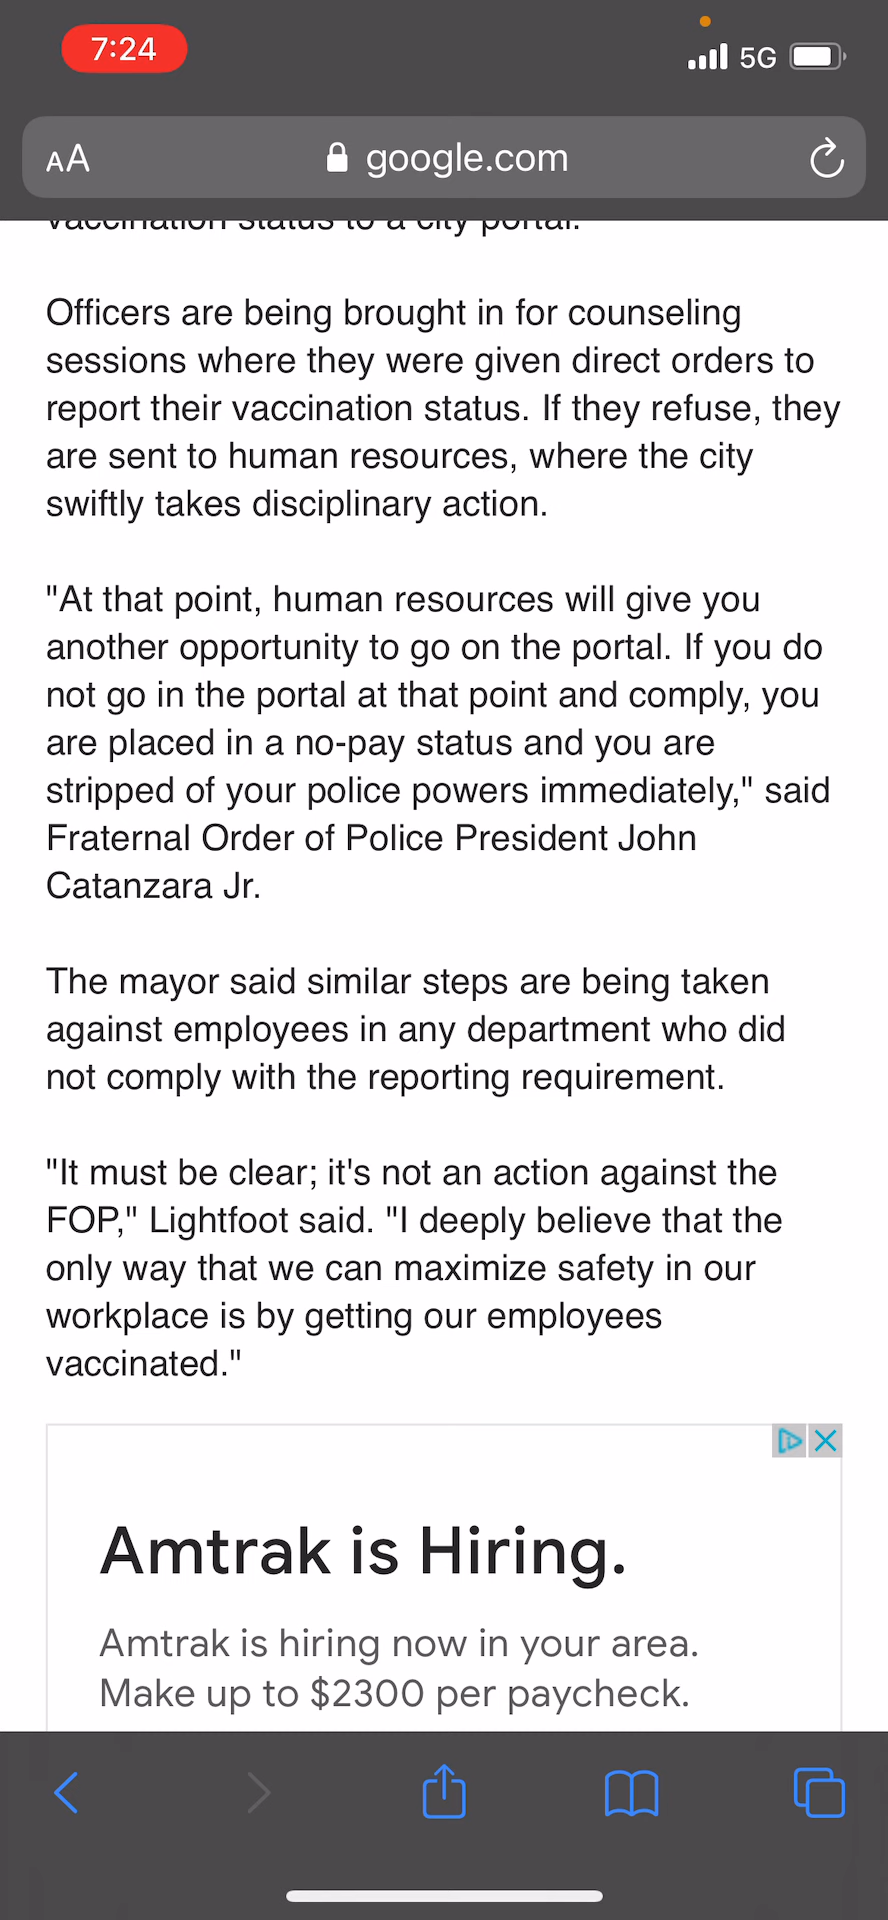 7:24
5G
AA
google.com
vaccination status to a city portal.
Officers are being brought in for counseling
sessions where they were given direct orders to
report their vaccination status. If they refuse, they
are sent to human resources, where the city
swiftly takes disciplinary action.
"At that point, human resources will give you
another opportunity to go on the portal. If you do
not go in the portal at that point and comply, you
are placed in a no-pay status and you are
stripped of your police powers immediately," said
Fraternal Order of Police President John
Catanzara Jr.
The mayor said similar steps are being taken
against employees in any department who did
not comply with the reporting requirement.
"It must be clear; it's not an action against the
FOP," Lightfoot said. "I deeply believe that the
only way that we can maximize safety in our
workplace is by getting our employees
vaccinated."
Amtrak is Hiring.
Amtrak is hiring now in your area.
Make up to $2300 per paycheck.